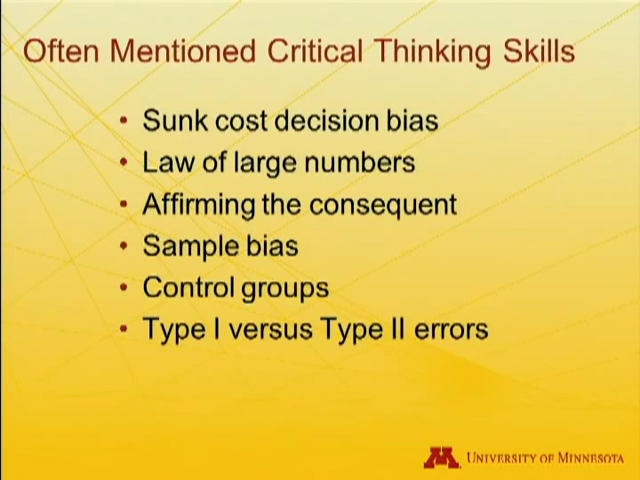 Often Mentioned Critical Thinking Skills
• Sunk cost decision bias
• Law of large numbers
• Affirming the consequent
• Sample bias
• Control groups
• Type I versus Type II errors
M UNIVERSITY OF MINNESOTA